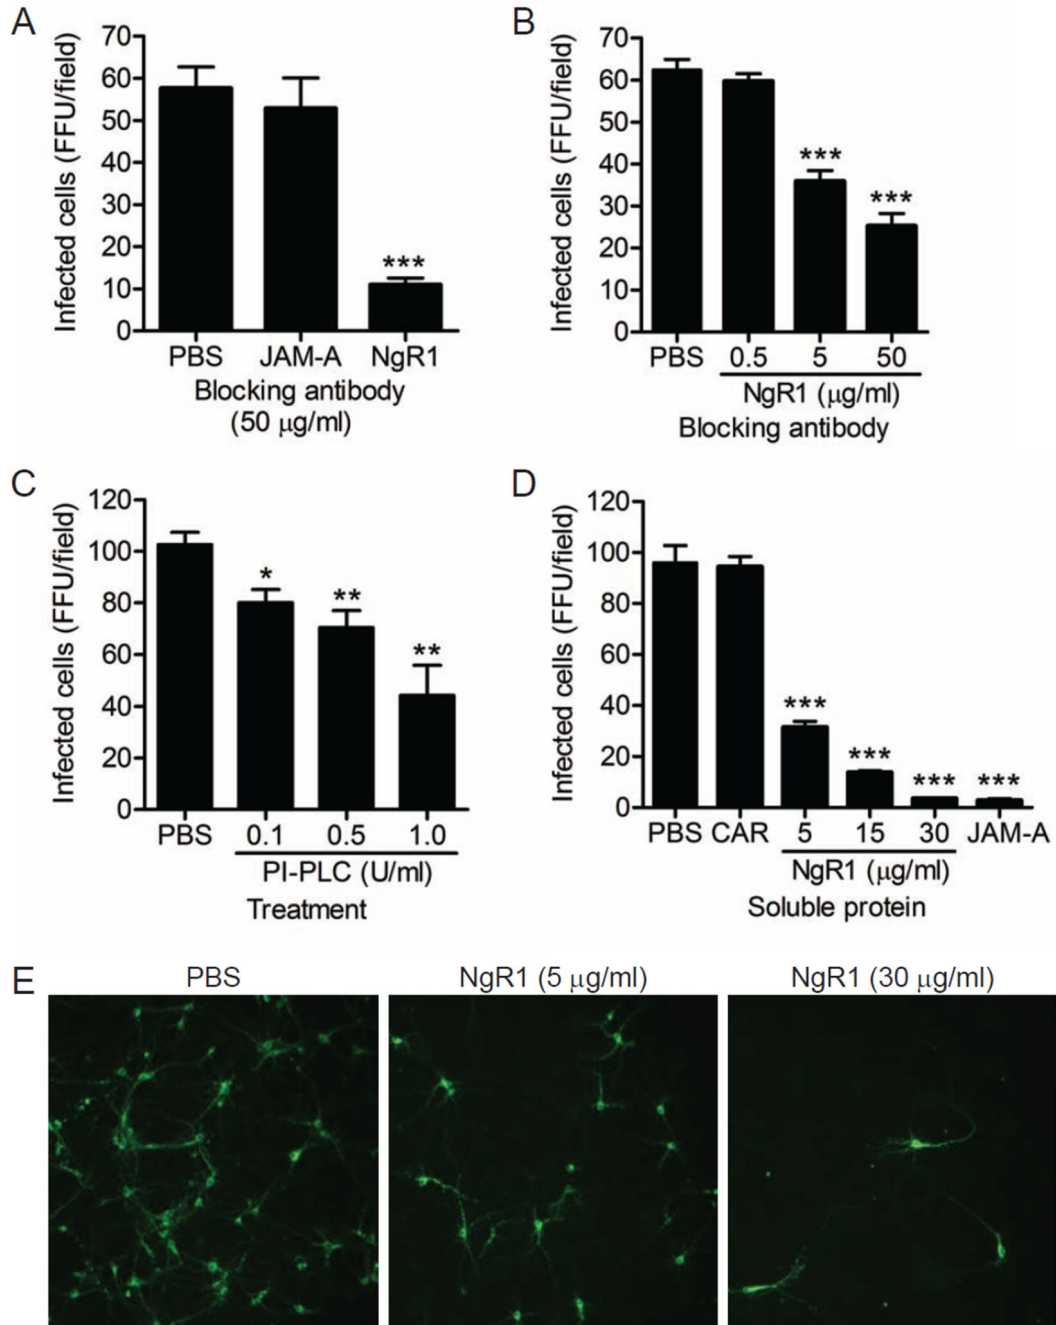 A
70
60
50
40
30
20
10
0
Infected cells (FFU/field)
***
PBS JAM-A NgR1
Blocking antibody
(50 μg/ml)
B
70
60
50
40
30
20
10
0
Infected cells (FFU/field)
***
***
PBS 0.5 5 50
NgR1 (μg/ml)
Blocking antibody
C
120
100
80
60
40
20
0
Infected cells (FFU/field)
*
**
**
PBS 0.1 0.5 1.0
PI-PLC (U/ml)
Treatment
D
120
100
80
60
40
20
0
Infected cells (FFU/field)
***
***
***
***
PBS CAR 5 15 30 JAM-A
NgR1 (μg/ml)
Soluble protein
E
PBS
NgR1 (5 μg/ml)
NgR1 (30 μg/ml)